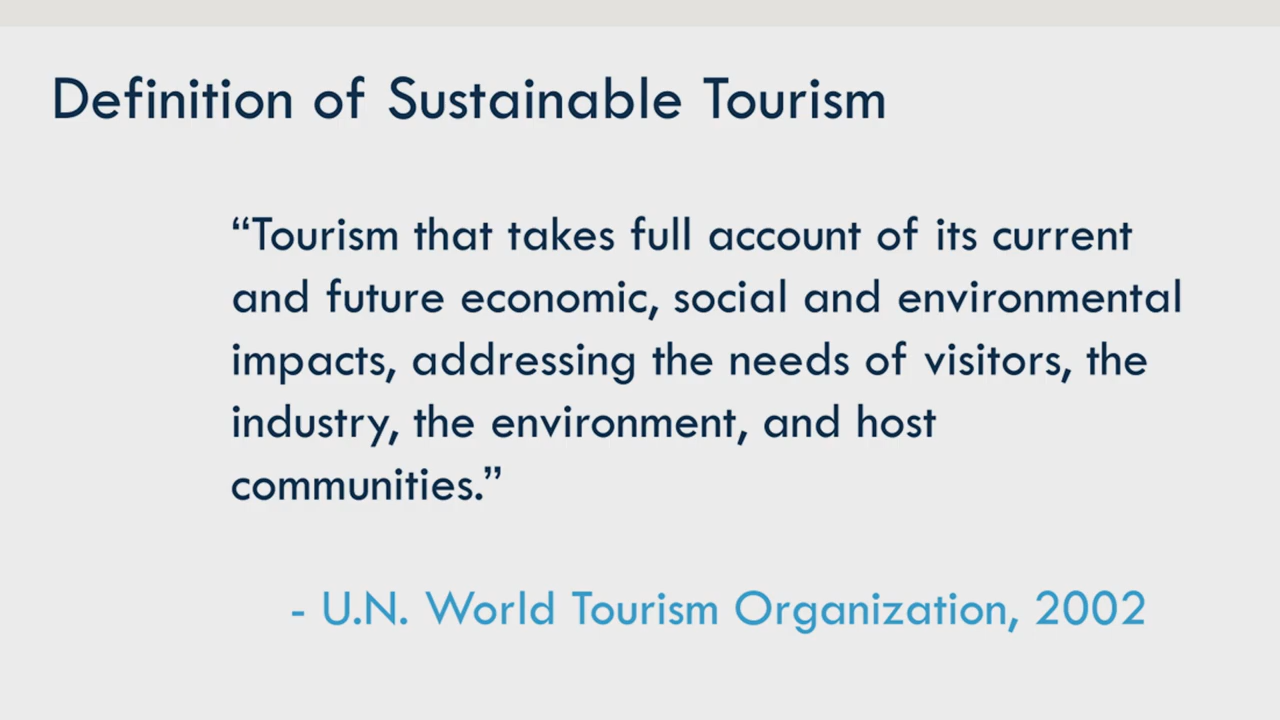 Definition of Sustainable Tourism
“Tourism that takes full account of its current
and future economic, social and environmental
impacts, addressing the needs of visitors, the
industry, the environment, and host
communities.”
- U.N. World Tourism Organization, 2002